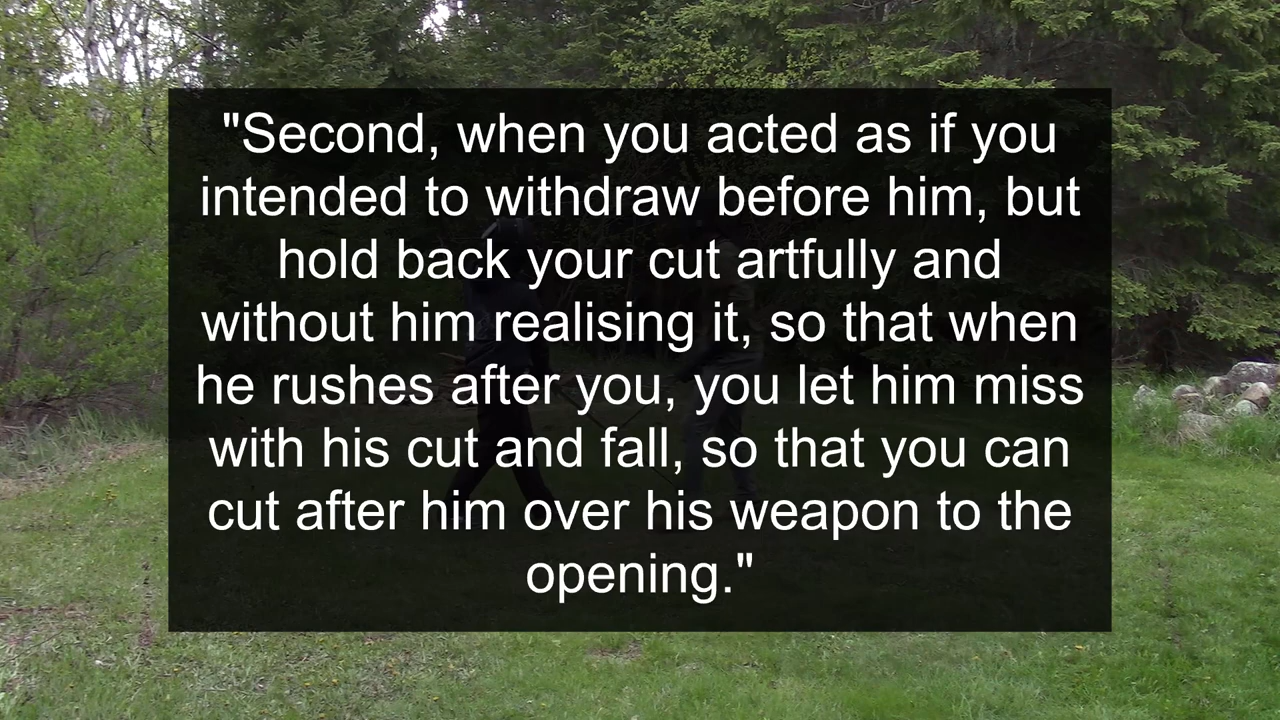 "Second, when you acted as if you
intended to withdraw before him, but
hold back your cut artfully and
without him realising it, so that when
he rushes after you, you let him miss
with his cut and fall, so that you can
cut after him over his weapon to the
opening."